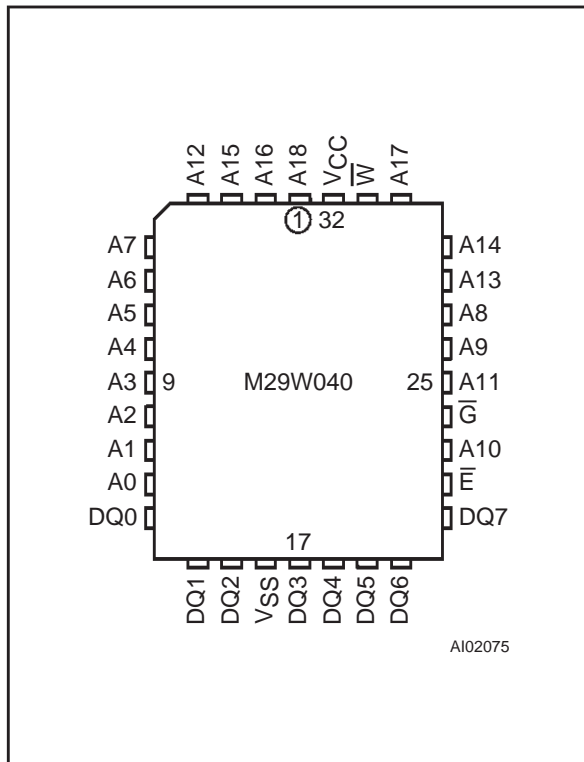 A12 A15 A16 A18 VCC W̅ A17
1 32
A7 A14
A6 A13
A5 A8
A4 A9
A3 9 M29W040 25 A11
A2 G̅
A1 A10
A0 E̅
DQ0 DQ7
17
DQ1 DQ2 VSS DQ3 DQ4 DQ5 DQ6
AI02075